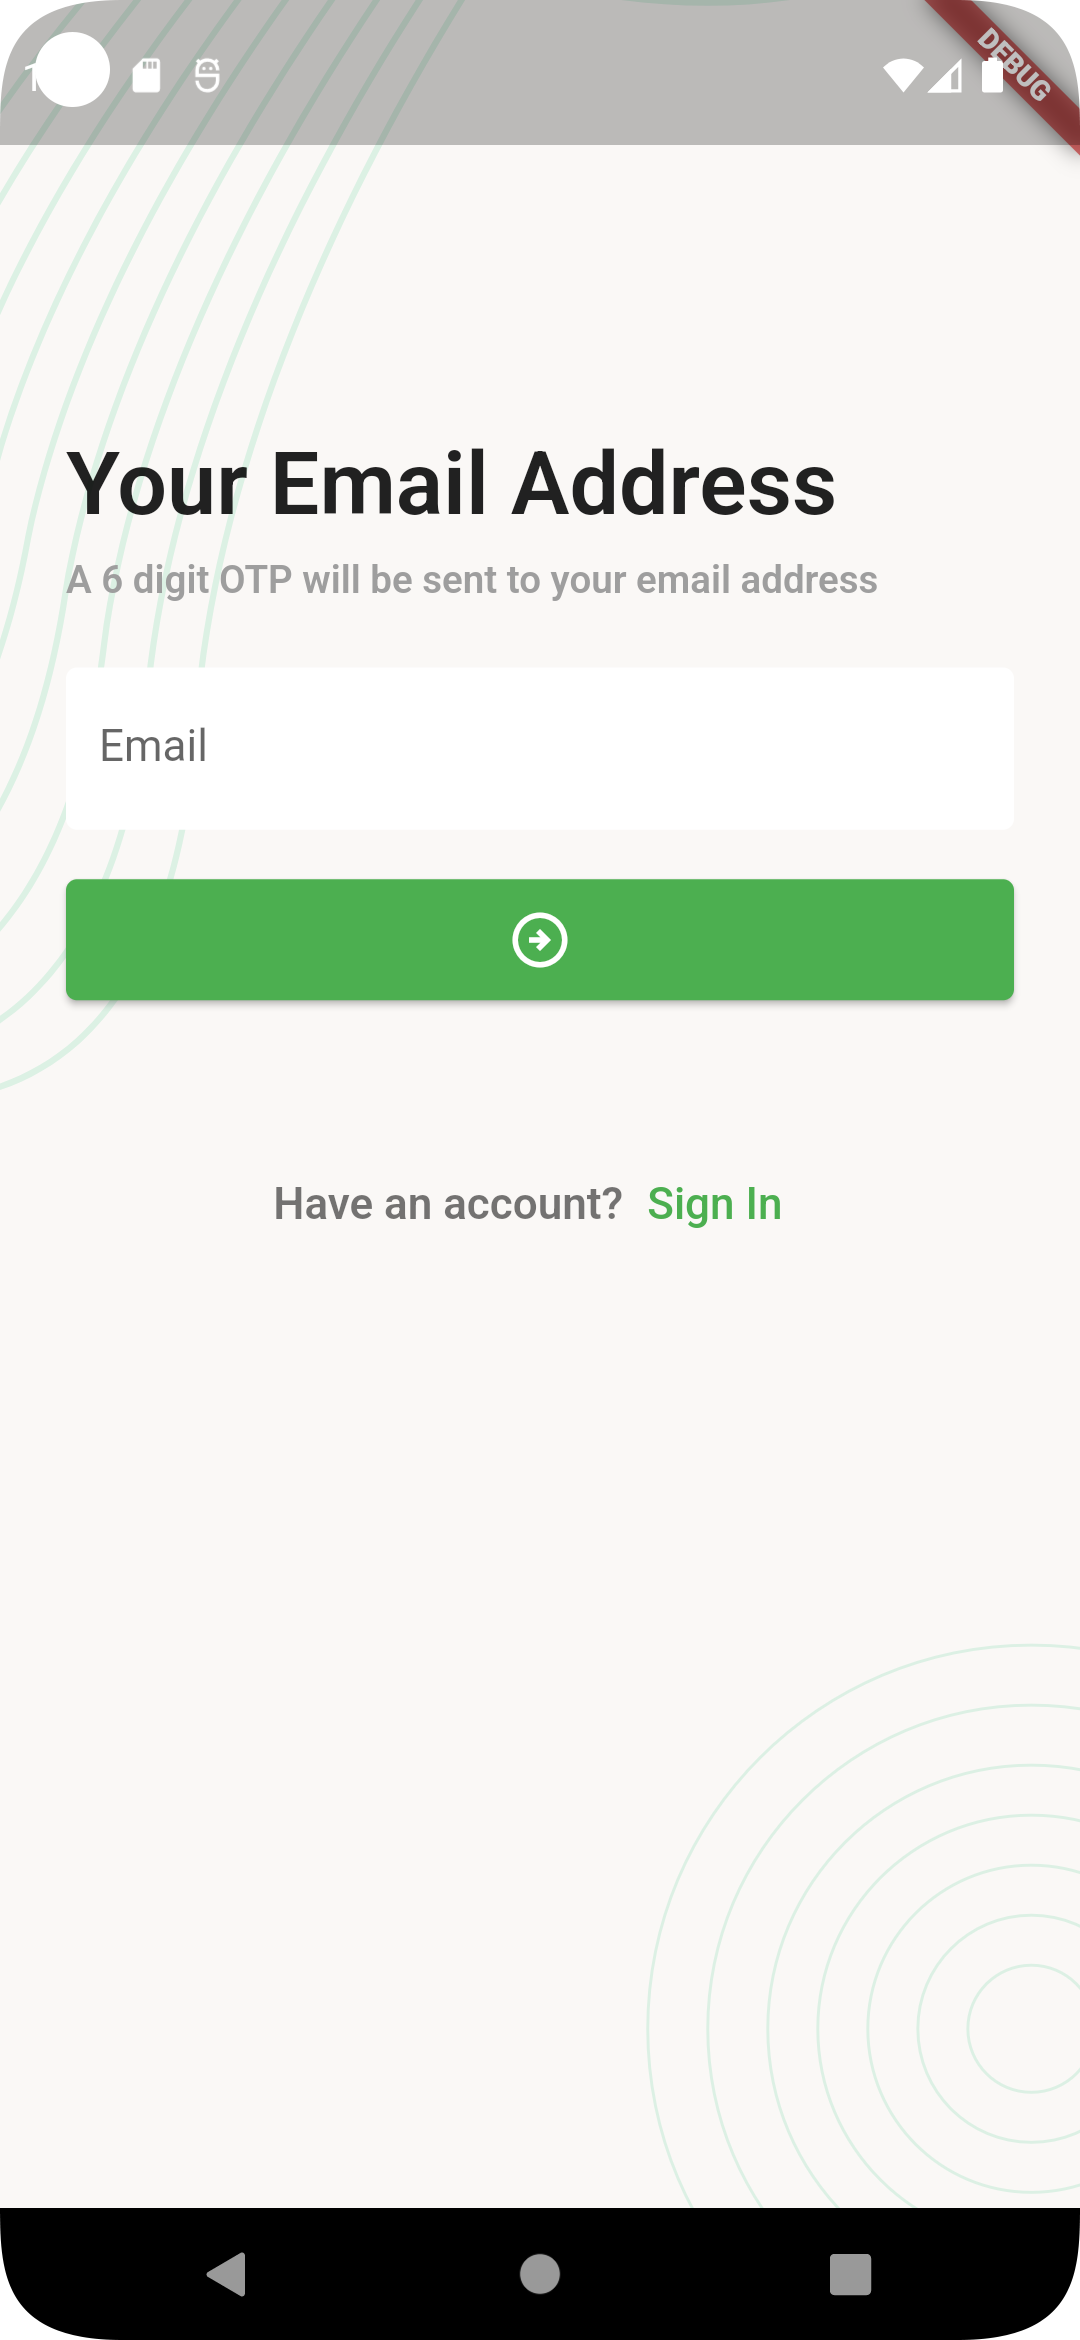 DEBUG
Your Email Address
A 6 digit OTP will be sent to your email address
Email
Have an account? Sign In